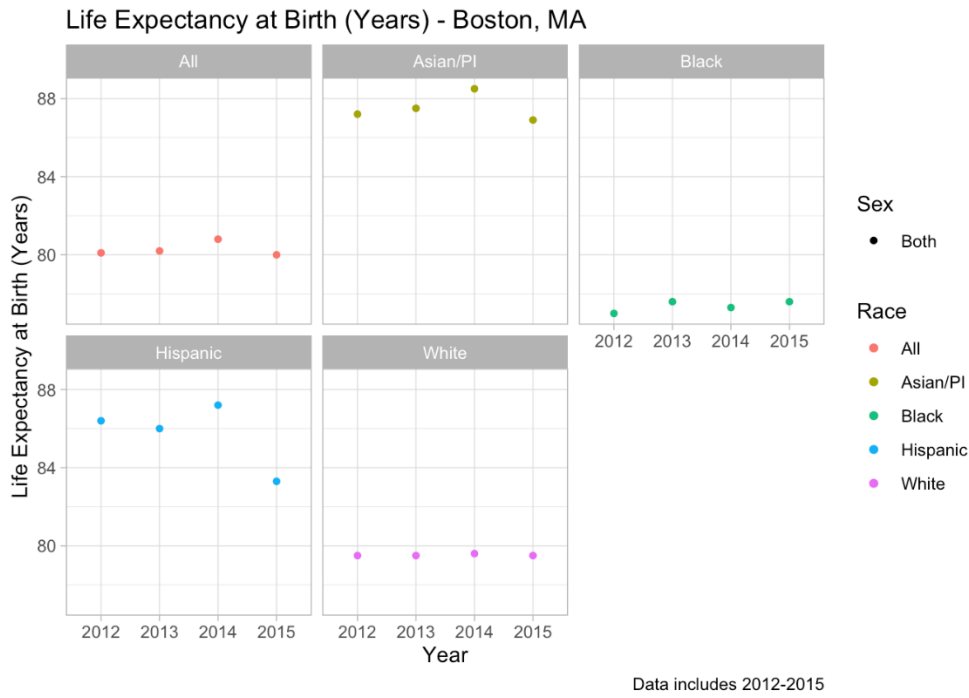 Life Expectancy at Birth (Years) - Boston, MA
All
Asian/PI
Black
88
84
80
Life Expectancy at Birth (Years)
2012 2013 2014 2015
Hispanic
White
88
84
80
2012 2013 2014 2015
2012 2013 2014 2015
Year
Sex
Both
Race
All
Asian/PI
Black
Hispanic
White
Data includes 2012-2015